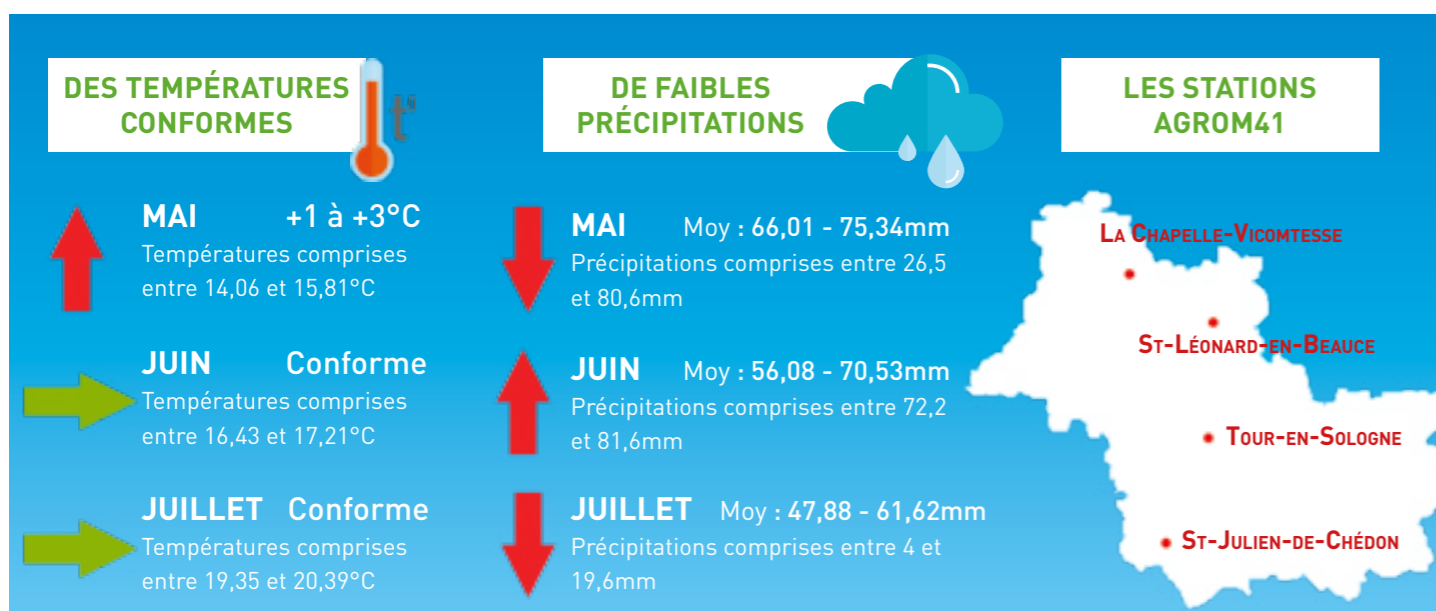 DES TEMPÉRATURES
CONFORMES
t°
MAI +1 à +3°C
Températures comprises
entre 14,06 et 15,81°C
JUIN Conforme
Températures comprises
entre 16,43 et 17,21°C
JUILLET Conforme
Températures comprises
entre 19,35 et 20,39°C
DE FAIBLES
PRÉCIPITATIONS
MAI Moy : 66,01 - 75,34mm
Précipitations comprises entre 26,5
et 80,6mm
JUIN Moy : 56,08 - 70,53mm
Précipitations comprises entre 72,2
et 81,6mm
JUILLET Moy : 47,88 - 61,62mm
Précipitations comprises entre 4 et
19,6mm
LES STATIONS
AGROM41
LA CHAPELLE-VICOMTESSE
ST-LÉONARD-EN-BEAUCE
TOUR-EN-SOLOGNE
ST-JULIEN-DE-CHÉDON